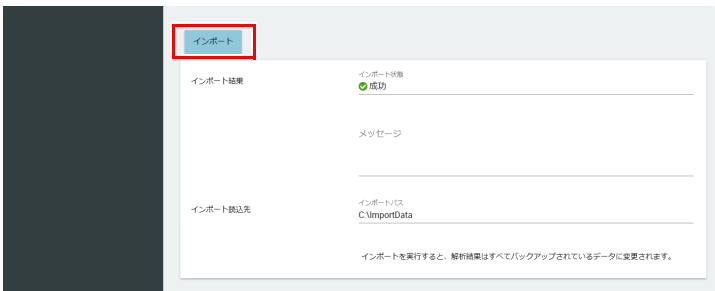 インポート
インポート結果
インポート状態
成功
メッセージ
インポート読込先
インポートパス
C:\ImportData
インポートを実行すると、解析結果はすべてバックアップされているデータに変更されます。